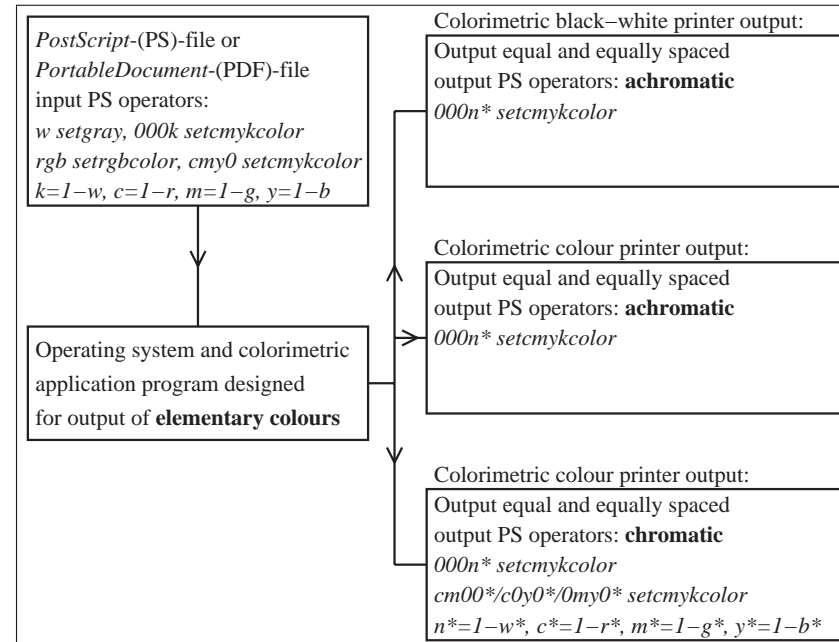 PostScript-(PS)-file or
PortableDocument-(PDF)-file
input PS operators:
w setgray, 000k setcmykcolor
rgb setrgbcolor, cmy0 setcmykcolor
k=1−w, c=1−r, m=1−g, y=1−b
Operating system and colorimetric
application program designed
for output of elementary colours
Colorimetric black−white printer output:
Output equal and equally spaced
output PS operators: achromatic
000n* setcmykcolor
Colorimetric colour printer output:
Output equal and equally spaced
output PS operators: achromatic
000n* setcmykcolor
Colorimetric colour printer output:
Output equal and equally spaced
output PS operators: chromatic
000n* setcmykcolor
cm00*/c0y0*/0my0* setcmykcolor
n*=1−w*, c*=1−r*, m*=1−g*, y*=1−b*